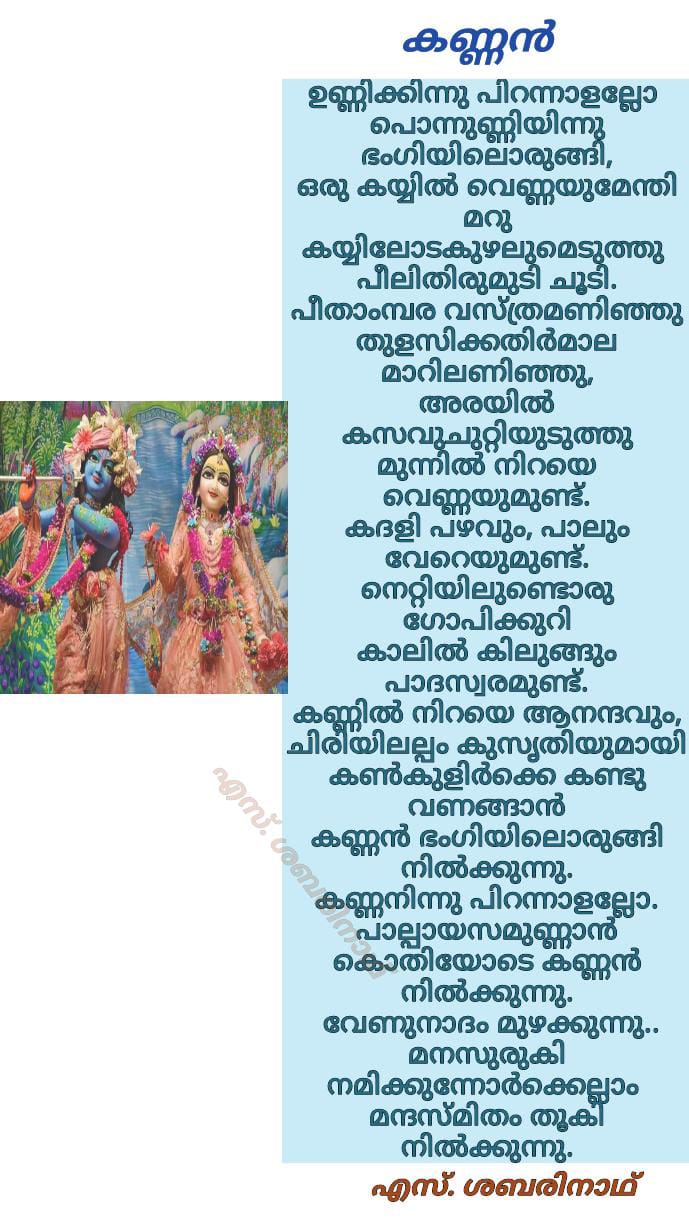 കണ്ണൻ
ഉണ്ണിക്കിന്നു പിറന്നാളല്ലോ
പൊന്നുണ്ണിയിന്നു
ഭംഗിയിലൊരുങ്ങി,
ഒരു കയ്യിൽ വെണ്ണയുമേന്തി
മറു
കയ്യിലോടകുഴലുമെടുത്തു
പീലിതിരുമുടി ചൂടി.
പീതാംമ്പര വസ്ത്രമണിഞ്ഞു
തുളസിക്കതിർമാല
മാറിലണിഞ്ഞു,
അരയിൽ
കസവുചുറ്റിയുടുത്തു
മുന്നിൽ നിറയെ
വെണ്ണയുമുണ്ട്.
കദളി പഴവും, പാലും
വേറെയുമുണ്ട്.
നെറ്റിയിലുണ്ടൊരു
ഗോപിക്കുറി
കാലിൽ കിലുങ്ങും
പാദസ്വരമുണ്ട്.
കണ്ണിൽ നിറയെ ആനന്ദവും,
ചിരിയിലല്പം കുസൃതിയുമായി
കൺകുളിർക്കെ കണ്ടു
വണങ്ങാൻ
കണ്ണൻ ഭംഗിയിലൊരുങ്ങി
നിൽക്കുന്നു.
കണ്ണനിന്നു പിറന്നാളല്ലോ.
പാല്പായസമുണ്ണാൻ
കൊതിയോടെ കണ്ണൻ
നിൽക്കുന്നു.
വേണുനാദം മുഴക്കുന്നു..
മനസുരുകി
നമിക്കുന്നോർക്കെല്ലാം
മന്ദസ്മിതം തൂകി
നിൽക്കുന്നു.
എസ്. ശബരിനാഥ്
എസ്. ശബരിനാഥ്